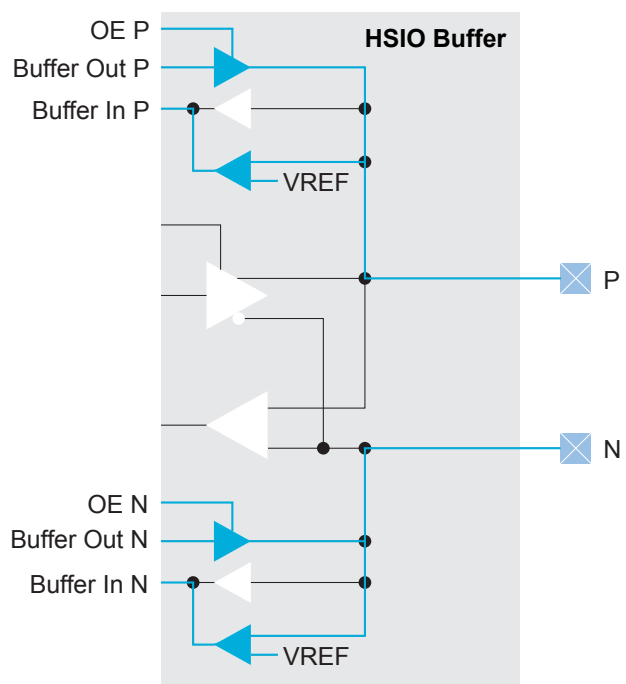 OE P
HSIO Buffer
Buffer Out P
Buffer In P
VREF
P
N
OE N
Buffer Out N
Buffer In N
VREF